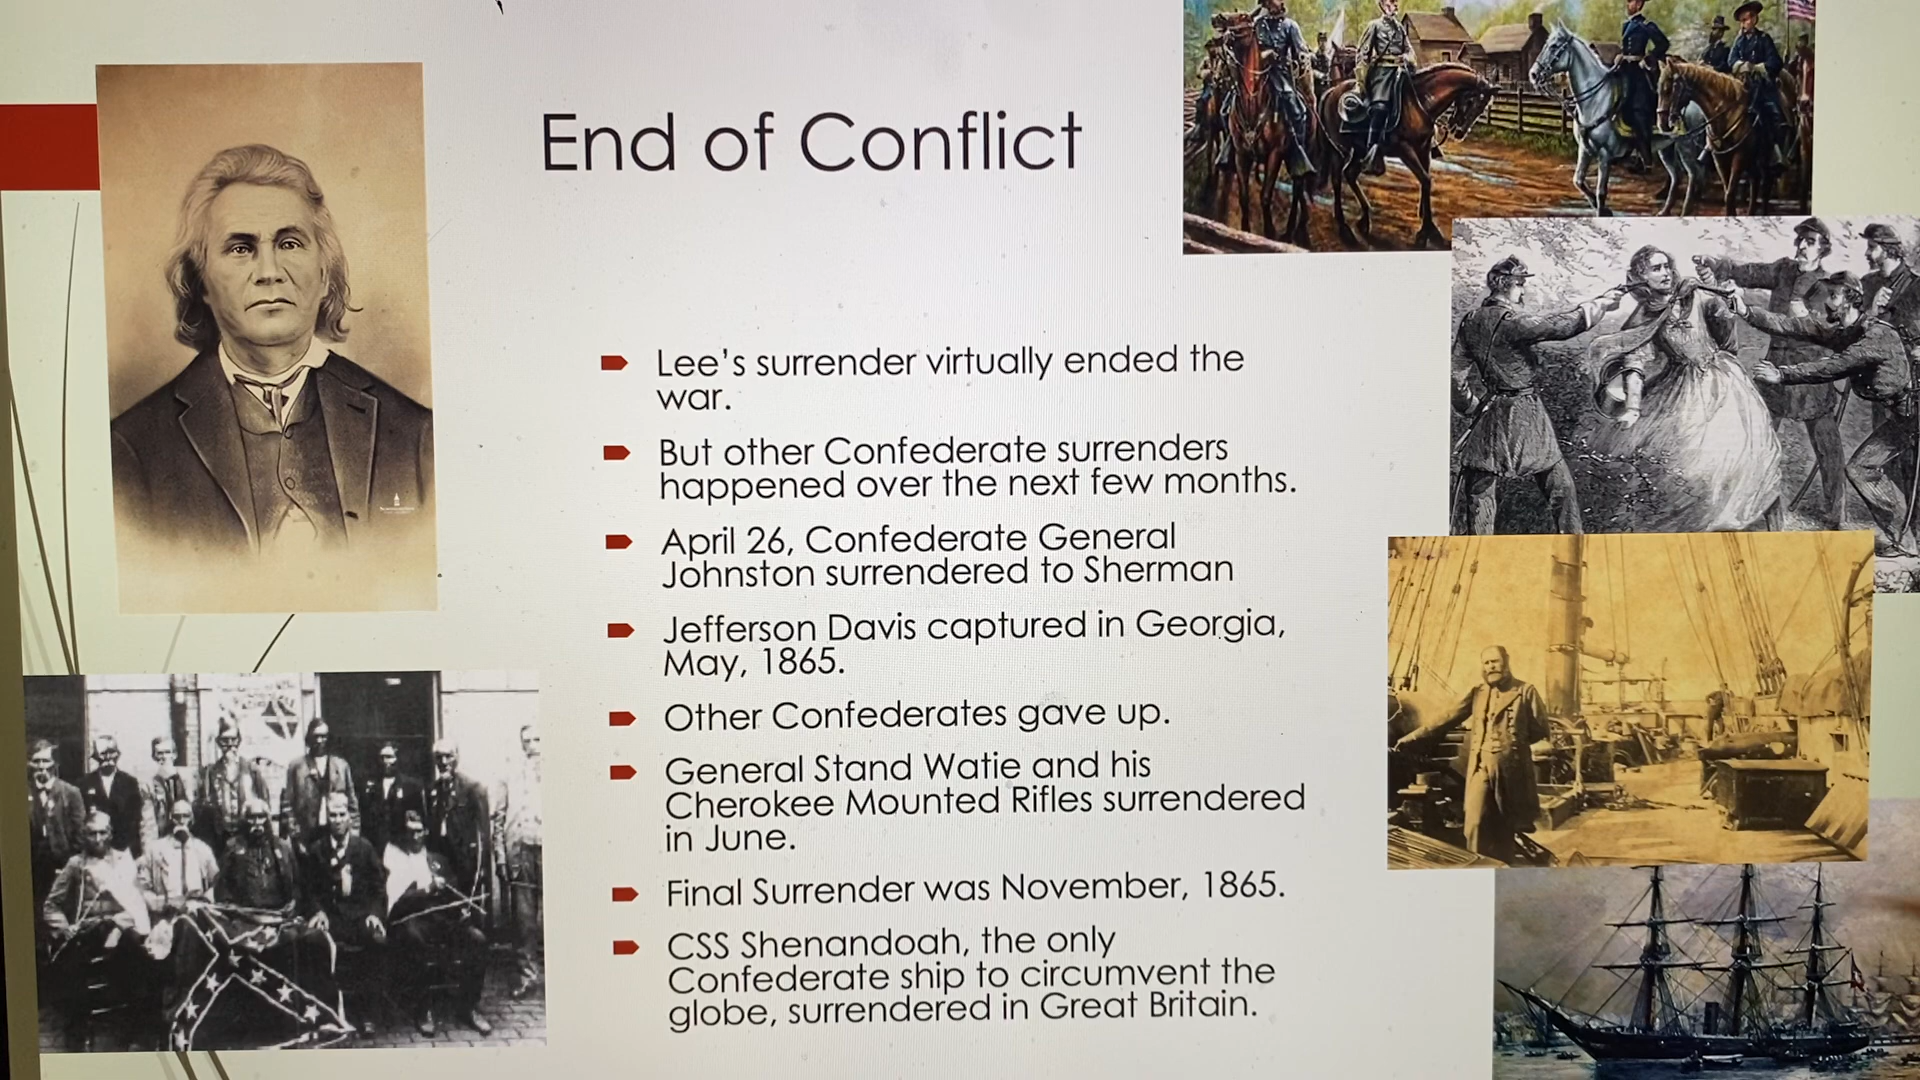 End of Conflict
Lee's surrender virtually ended the
war.
But other Confederate surrenders
happened over the next few months.
April 26, Confederate General
Johnston surrendered to Sherman
Jefferson Davis captured in Georgia,
May, 1865.
Other Confederates gave up.
General Stand Watie and his
Cherokee Mounted Rifles surrendered
in June.
Final Surrender was November, 1865.
CSS Shenandoah, the only
Confederate ship to circumvent the
globe, surrendered in Great Britain.